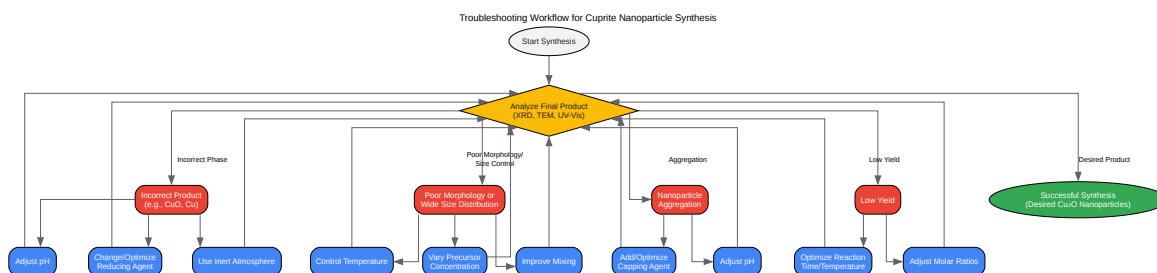 Troubleshooting Workflow for Cuprite Nanoparticle Synthesis
Start Synthesis
Analyze Final Product
(XRD, TEM, UV-Vis)
Incorrect Phase
Poor Morphology/
Size Control
Aggregation
Low Yield
Desired Product
Incorrect Product
(e.g., CuO, Cu)
Poor Morphology or
Wide Size Distribution
Nanoparticle
Aggregation
Low Yield
Successful Synthesis
(Desired Cu₂O Nanoparticles)
Adjust pH
Change/Optimize
Reducing Agent
Use Inert Atmosphere
Control Temperature
Vary Precursor
Concentration
Improve Mixing
Add/Optimize
Capping Agent
Adjust pH
Optimize Reaction
Time/Temperature
Adjust Molar Ratios